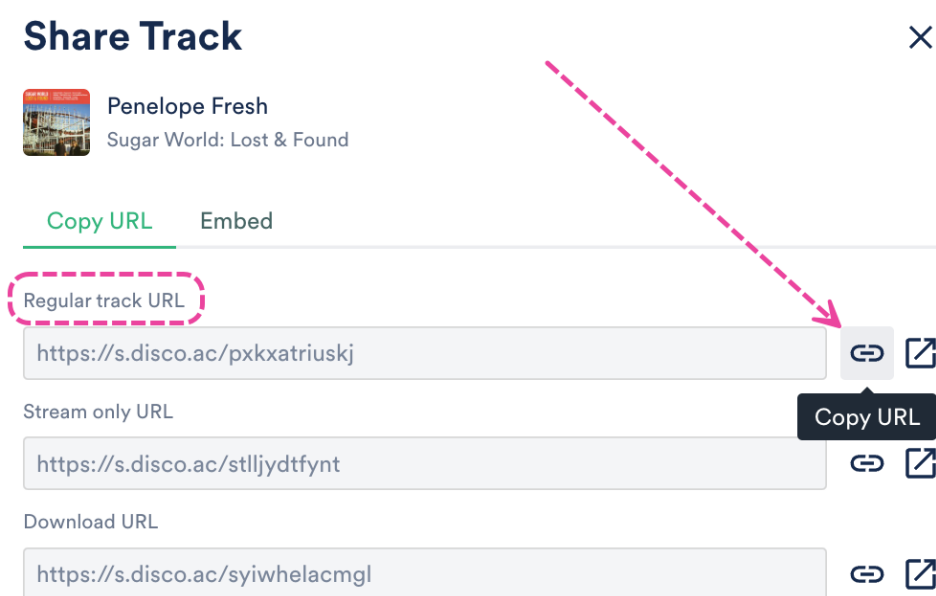 Share Track
Penelope Fresh
Sugar World: Lost & Found
Copy URL Embed
Regular track URL
https://s.disco.ac/pxkxatriuskj
Copy URL
Stream only URL
https://s.disco.ac/stlljydtfynt
Download URL
https://s.disco.ac/syiwhelacmgl